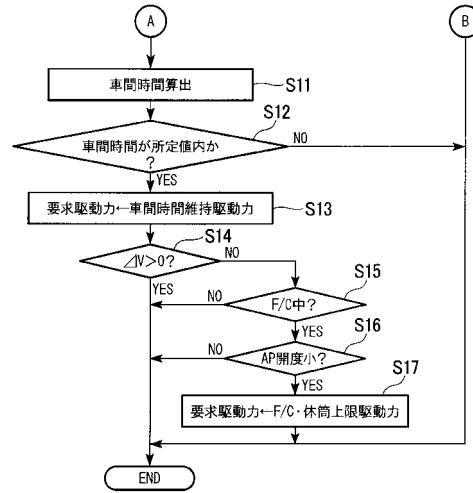 A
B
車間時間算出
S11
S12
車間時間が所定値内か
?
NO
YES
要求駆動力←車間時間維持駆動力
S13
S14
⊿V>0?
NO
YES
S15
F/C中?
NO
YES
S16
AP開度小?
NO
YES
S17
要求駆動力←F/C・休筒上限駆動力
END